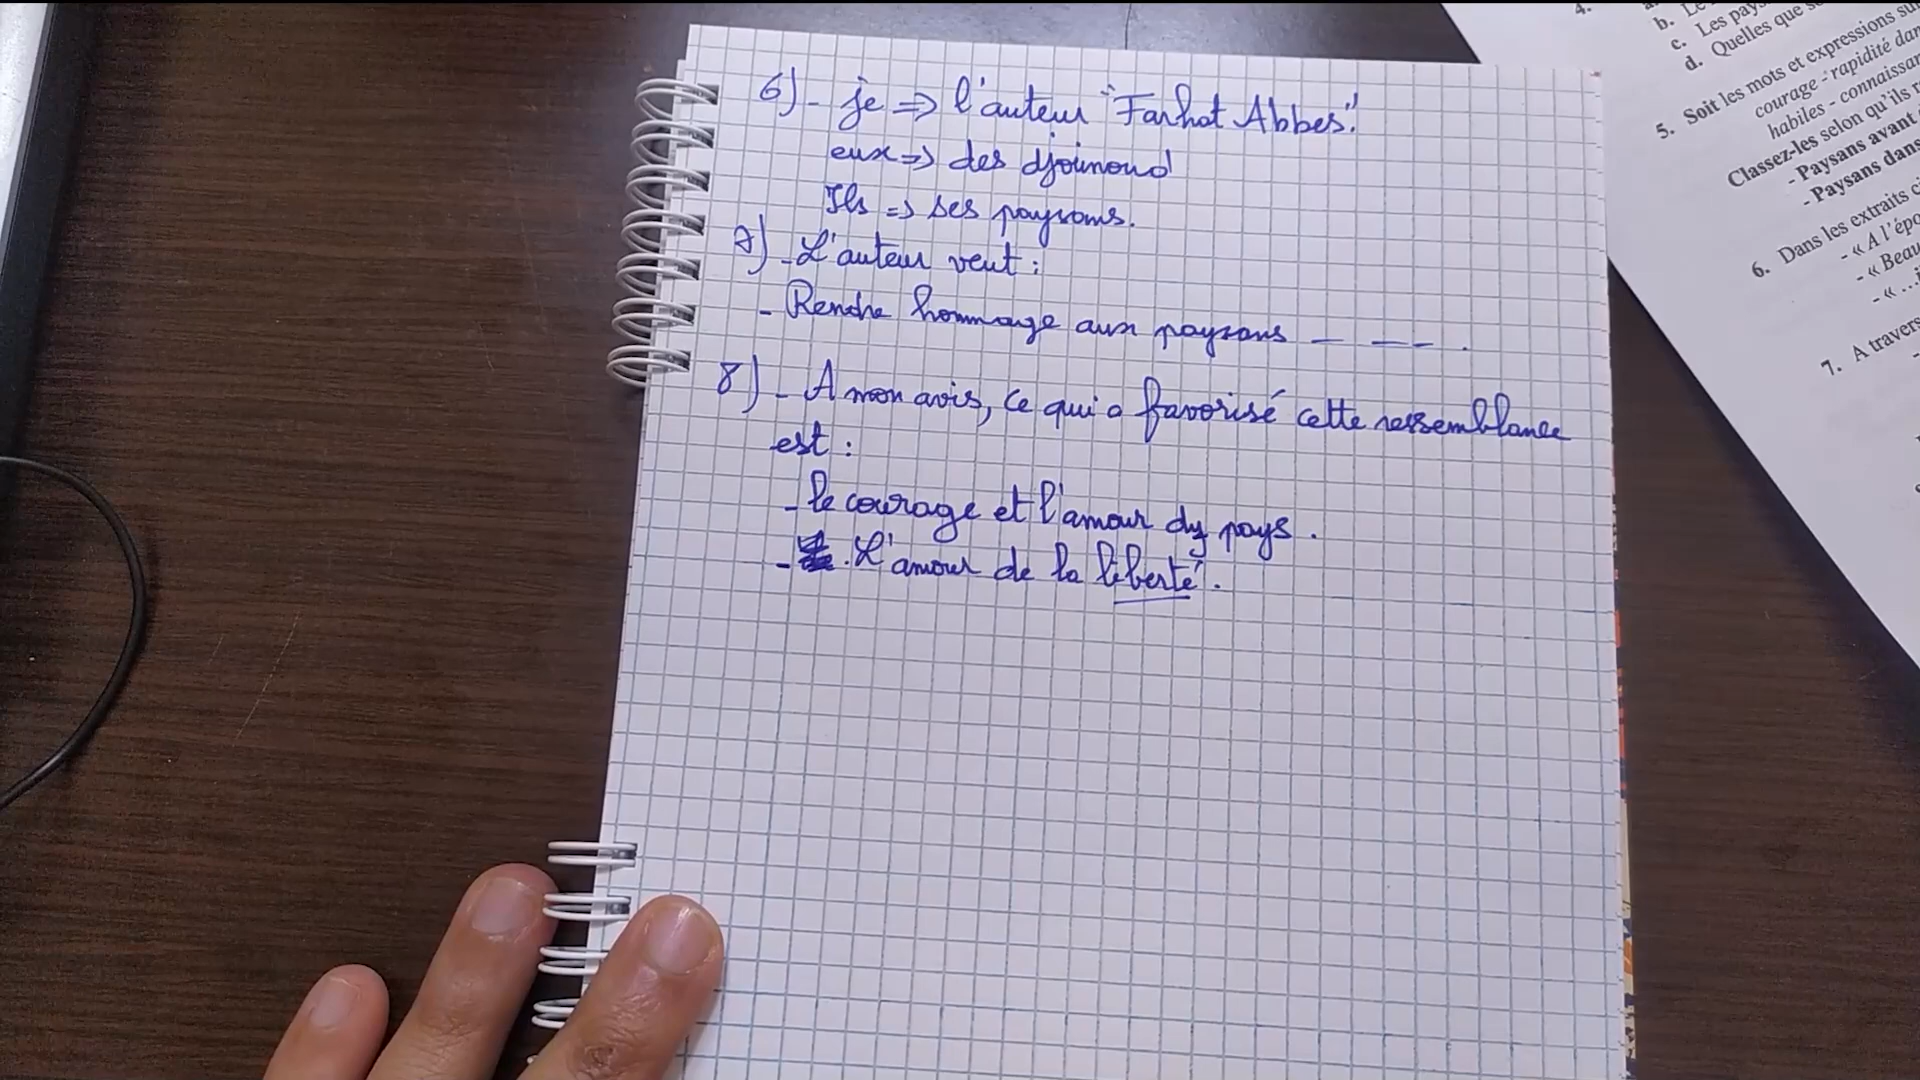 6)- je => l'auteur "Farhat Abbes".
eux => des djounoud
Ils => ses paysans.
7)- L'auteur veut :
- Rendre hommage aux paysans - - - .
8)- A mon avis, ce qui a favorisé cette ressemblance
est :
- le courage et l'amour du pays .
- L'amour de la liberté .
4.
b. Le
c. Les pays
d. Quelles que s
5. Soit les mots et expressions su
courage - rapidité dan
habiles - connaissan
Classez-les selon qu'ils r
- Paysans avant
- Paysans dans
6. Dans les extraits c
- « A l'épo
- « Beau
- « ...i
7. A travers